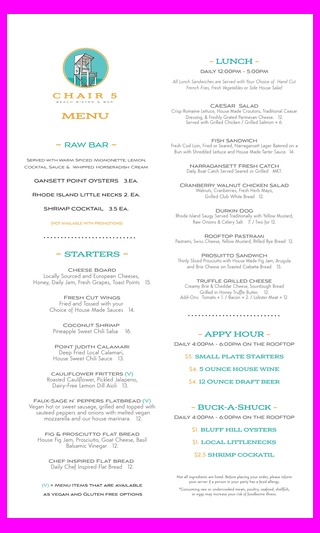 CHAIR 5
BEACH DINING & BAR
MENU
– RAW BAR –
Served with Warm Spiced Mignonette, Lemon,
Cocktail Sauce & Whipped Horseradish Cream
Gansett Point Oysters 3.ea
Rhode Island Little Necks 2. ea.
Shrimp Cocktail 3.5 ea.
(Not available with promotions)
– STARTERS –
Cheese Board
Locally Sourced and European Cheeses,
Honey, Daily Jam, Fresh Grapes, Toast Points 15.
Fresh Cut Wings
Fried and Tossed with your
Choice of House Made Sauces 14.
Coconut Shrimp
Pineapple Sweet Chili Salsa 16.
Point Judith Calamari
Deep Fried Local Calamari,
House Sweet Chili Sauce 13.
Cauliflower Fritters (V)
Roasted Cauliflower, Pickled Jalapeno,
Dairy-Free Lemon Dill Aioli 13.
Faux-Sage N' Peppers Flatbread (V)
Vegan hot or sweet sausage, grilled and topped with
sauteed peppers and onions with melted vegan
mozzarella and our house marinara. 12.
Fig & Prosciutto Flat Bread
House Fig Jam, Prosciuto, Goat Cheese, Basil
Balsamic Vinegar 12.
Chef Inspired Flat Bread
Daily Chef Inspired Flat Bread 12.
(V) = Menu items that are available
as vegan and gluten free options
– LUNCH –
DAILY 12:00PM - 5:00PM
All Lunch Sandwiches are Served with Your Choice of Hand Cut
French Fries, Fresh Vegetables or Side House Salad
Caesar Salad
Crisp Romaine Lettuce, House Made Croutons, Traditional Caesar
Dressing, & Freshly Grated Parmesan Cheese. 12
Served with Grilled Chicken / Grilled Salmon + 6
Fish Sandwich
Fresh Cod Loin, Fried or Seared, Narragansett Lager Battered on a
Bun with Shredded Lettuce and House Made Tarter Sauce. 14.
Narragansett Fresh Catch
Daily Boat Catch Served Seared or Grilled MKT.
Cranberry Walnut Chicken Salad
Walnuts, Cranberries, Fresh Herb Mayo,
Grilled Club White Bread 12.
Durkin Dog
Rhode Island Saugy Served Traditionally with Yellow Mustard,
Raw Onions & Celery Salt 7 / Two for 12.
Rooftop Pastrami
Pastrami, Swiss Cheese, Yellow Mustard, Grilled Rye Bread 12.
Prosuitto Sandwich
Thinly Sliced Prosciutto with House Made Fig Jam, Arugula
and Brie Cheese on Toasted Ciabatta Bread 15.
Truffle Grilled Cheese
Creamy Brie & Cheddar Cheese, Sourdough Bread
Grilled in Honey Truffle Butter. 10.
Add-Ons: Tomato + 1. / Bacon + 2. / Lobster Meat + 12
– APPY HOUR –
DAILY 4:00PM - 6:00PM ON THE ROOFTOP
$5 Small Plate Starters
$4 5 Ounce House Wine
$4 12 Ounce Draft Beer
– BUCK-A-SHUCK –
DAILY 4:00PM - 6:00PM ON THE ROOFTOP
$1 Bluff Hill Oysters
$1 Local Littlenecks
$2.5 Shrimp Cocktail
Not all ingredients are listed. Before placing your order, please inform
your server if a person in your party has a food allergy.
*Consuming raw or undercooked meats, poultry, seafood, shellfish,
or eggs may increase your risk of foodborne illness.